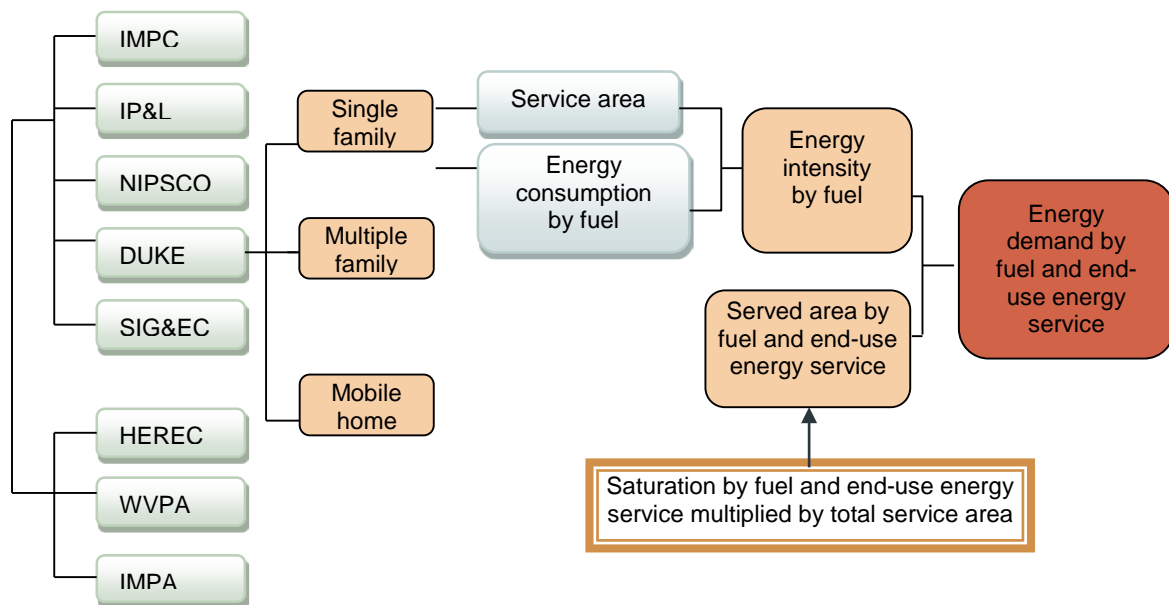 IMPC
IP&L
NIPSCO
DUKE
SIG&EC
HEREC
WVPA
IMPA
Single
family
Multiple
family
Mobile
home
Service area
Energy
consumption
by fuel
Energy
intensity
by fuel
Served area by
fuel and end-use
energy service
Saturation by fuel and end-use energy
service multiplied by total service area
Energy
demand by
fuel and end-
use energy
service